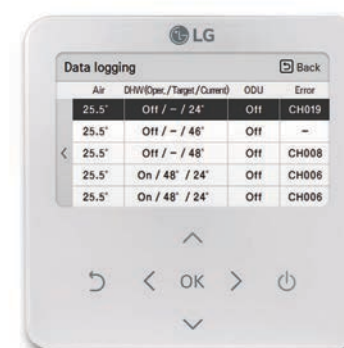 LG
Data logging Back
Air DHW(Oper./Target/Current) ODU Error
25.5° Off / – / 24° Off CH019
25.5° Off / – / 46° Off –
25.5° Off / – / 48° Off CH008
25.5° On / 48° / 24° Off CH006
25.5° On / 48° / 24° Off CH006
OK